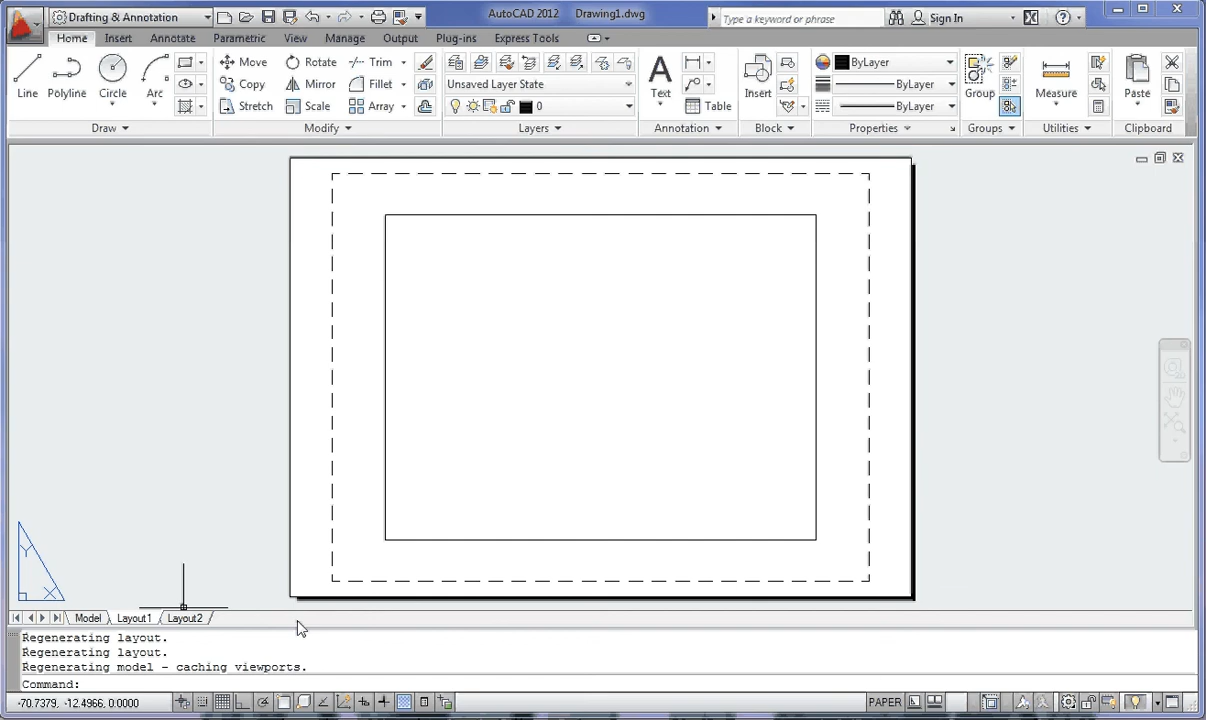 Drafting & Annotation
AutoCAD 2012 Drawing1.dwg
Type a keyword or phrase
Sign In
Home Insert Annotate Parametric View Manage Output Plug-ins Express Tools
Line Polyline Circle Arc
Move Rotate Trim
Copy Mirror Fillet
Stretch Scale Array
Unsaved Layer State
0
Text
Table
Insert
ByLayer
ByLayer
ByLayer
Group
Measure
Paste
Draw Modify Layers Annotation Block Properties Groups Utilities Clipboard
Y
X
Model Layout1 Layout2
Regenerating layout.
Regenerating layout.
Regenerating model - caching viewports.
Command:
-70.7379, -12.4966, 0.0000
PAPER